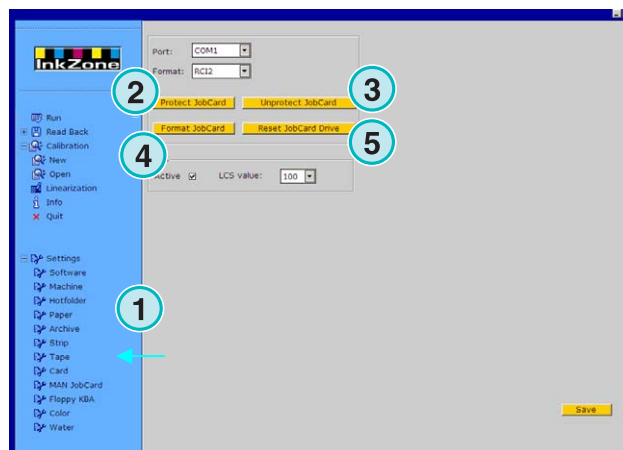 InkZone
Run
Read Back
Calibration
New
Open
Linearization
Info
Quit
Settings
Software
Machine
Hotfolder
Paper
Archive
Strip
Tape
Card
MAN JobCard
Floppy KBA
Color
Water
Port: COM1
Format: RCI2
2
3
Protect JobCard Unprotect JobCard
Format JobCard Reset JobCard Drive
4
5
Active LCS value: 100
1
Save